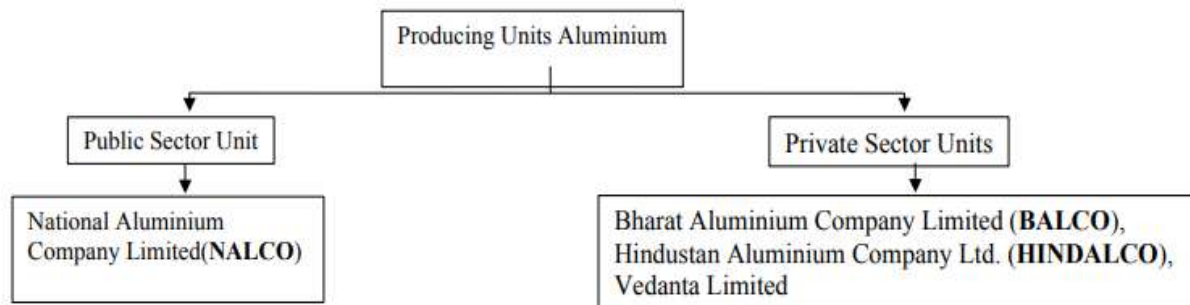 Producing Units Aluminium
Public Sector Unit
Private Sector Units
National Aluminium
Company Limited(NALCO)
Bharat Aluminium Company Limited (BALCO),
Hindustan Aluminium Company Ltd. (HINDALCO),
Vedanta Limited